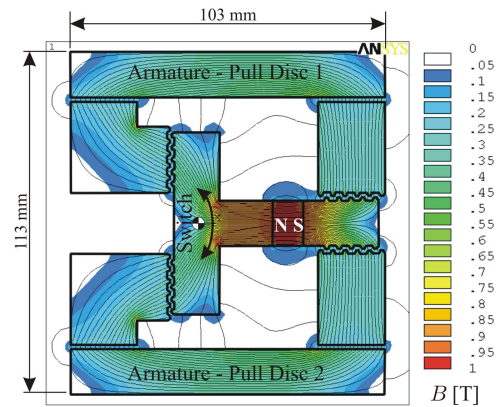 103 mm
1
ANSYS
Armature - Pull Disc 1
113 mm
Switch
N S
Armature - Pull Disc 2
0
.05
.1
.15
.2
.25
.3
.35
.4
.45
.5
.55
.6
.65
.7
.75
.8
.85
.9
.95
1
B [T]